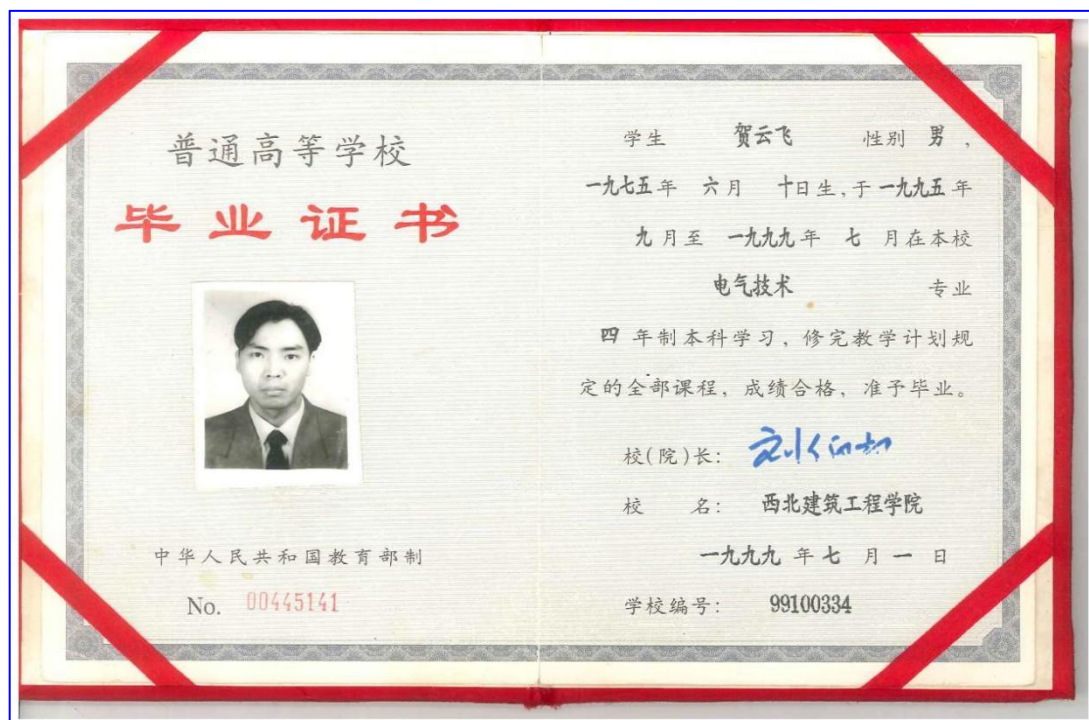 普通高等学校
毕业证书
中华人民共和国教育部制
No. 00445141
学生 贺云飞 性别 男,
一九七五年 六月 十日生,于一九九五年
九月至 一九九九年 七 月在本校
电气技术 专业
四 年制本科学习,修完教学计划规
定的全部课程,成绩合格,准予毕业。
校(院)长:
校 名: 西北建筑工程学院
一九九九 年七 月 一 日
学校编号: 99100334